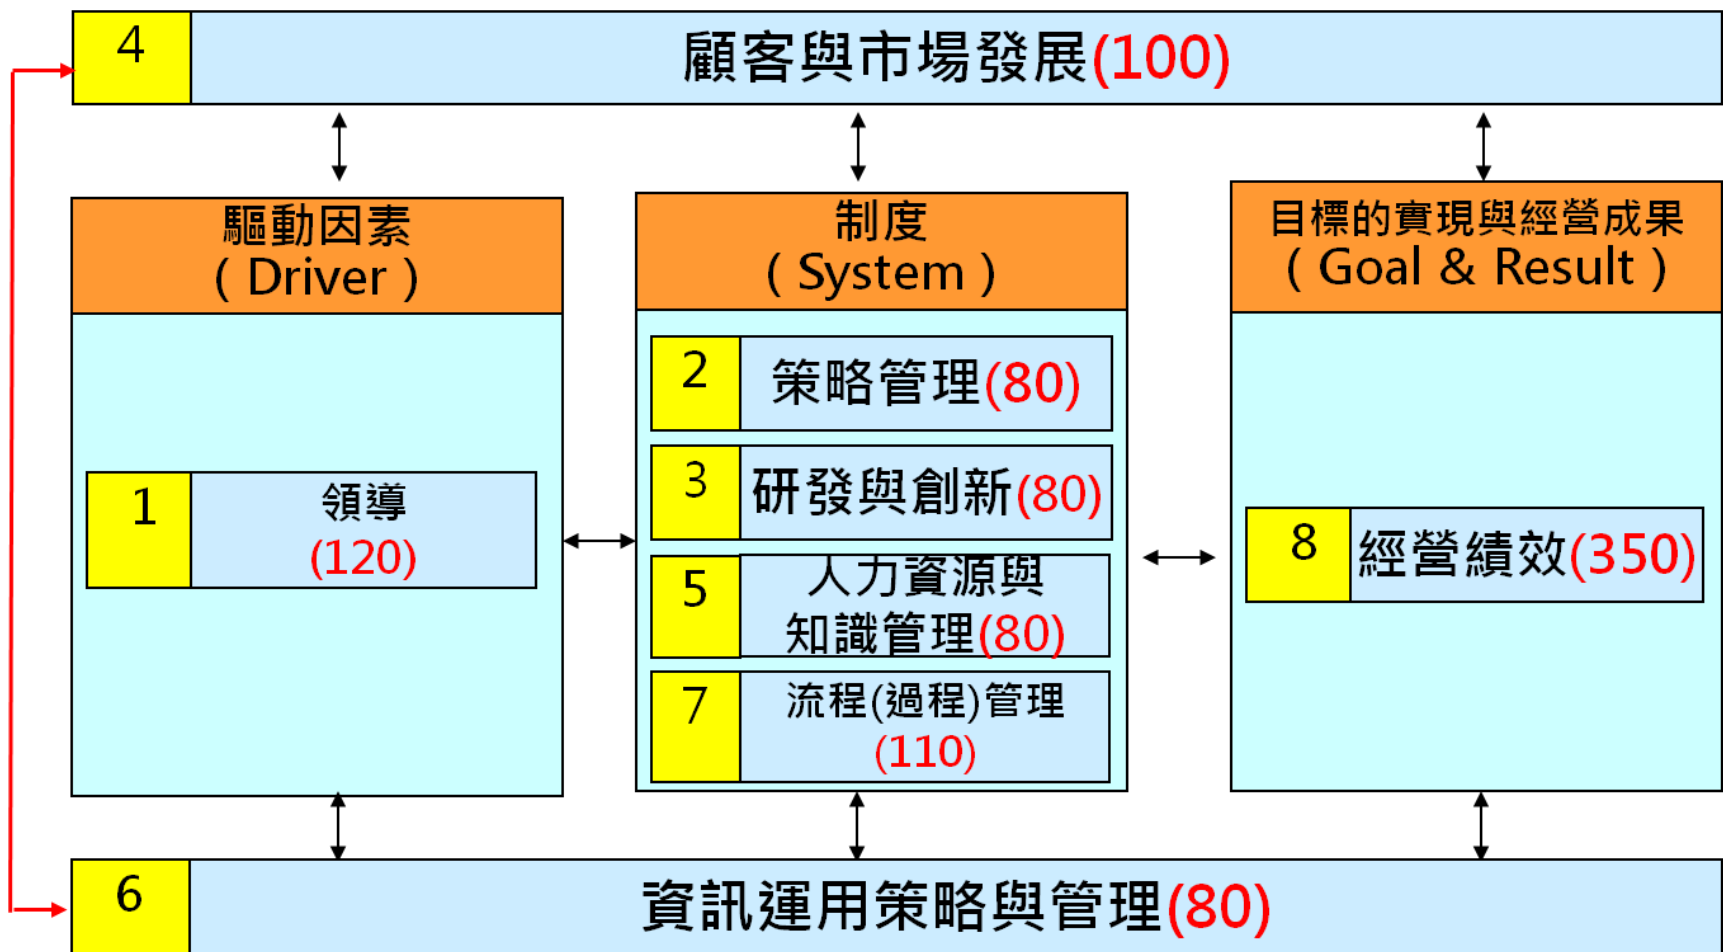 4
顧客與市場發展(100)
驅動因素
( Driver )
1
領導
(120)
制度
( System )
2
策略管理(80)
3
研發與創新(80)
5
人力資源與
知識管理(80)
7
流程(過程)管理
(110)
目標的實現與經營成果
( Goal & Result )
8
經營績效(350)
6
資訊運用策略與管理(80)